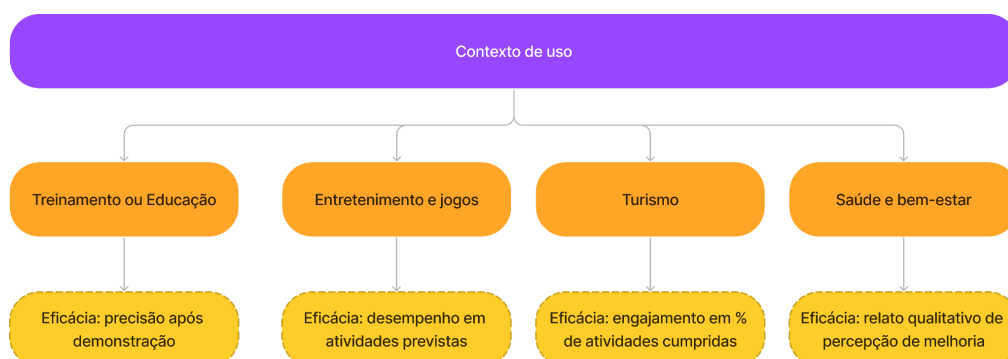 Contexto de uso
Treinamento ou Educação
Entretenimento e jogos
Turismo
Saúde e bem-estar
Eficácia: precisão após
demonstração
Eficácia: desempenho em
atividades previstas
Eficácia: engajamento em %
de atividades cumpridas
Eficácia: relato qualitativo de
percepção de melhoria